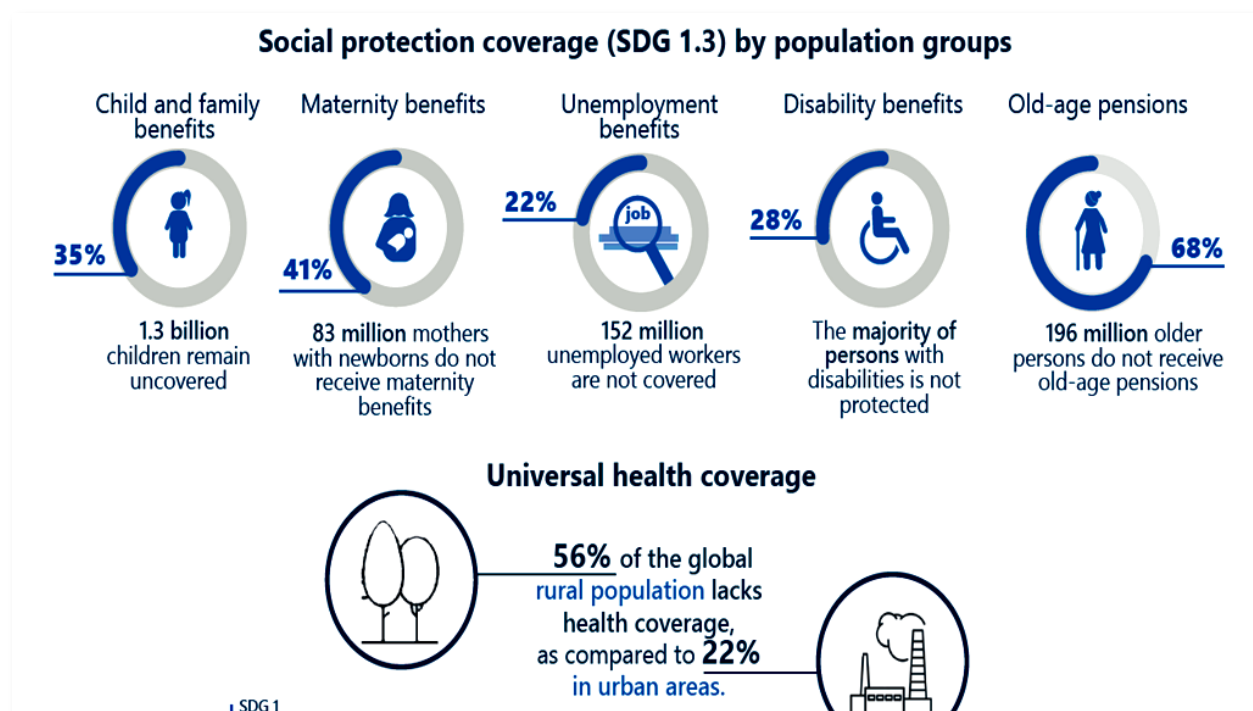 Social protection coverage (SDG 1.3) by population groups
Child and family
benefits
35%
1.3 billion
children remain
uncovered
Maternity benefits
41%
83 million mothers
with newborns do not
receive maternity
benefits
Unemployment
benefits
22%
job
152 million
unemployed workers
are not covered
Disability benefits
28%
The majority of
persons with
disabilities is not
protected
Old-age pensions
68%
196 million older
persons do not receive
old-age pensions
Universal health coverage
56% of the global
rural population lacks
health coverage,
as compared to 22%
in urban areas.
SDG 1